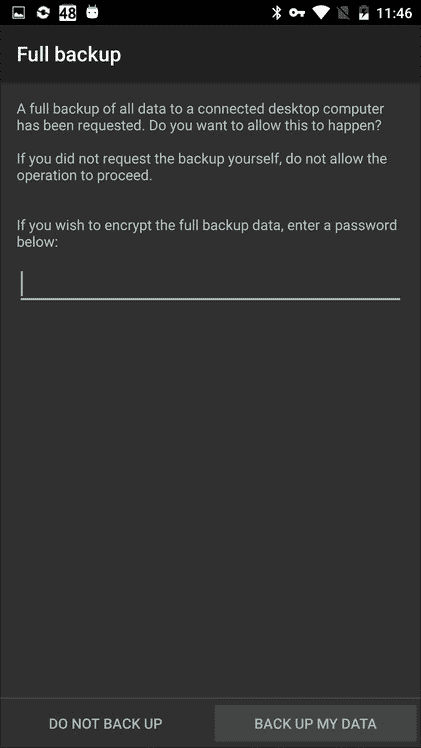 48 11:46
Full backup
A full backup of all data to a connected desktop computer
has been requested. Do you want to allow this to happen?
If you did not request the backup yourself, do not allow the
operation to proceed.
If you wish to encrypt the full backup data, enter a password
below:
DO NOT BACK UP BACK UP MY DATA